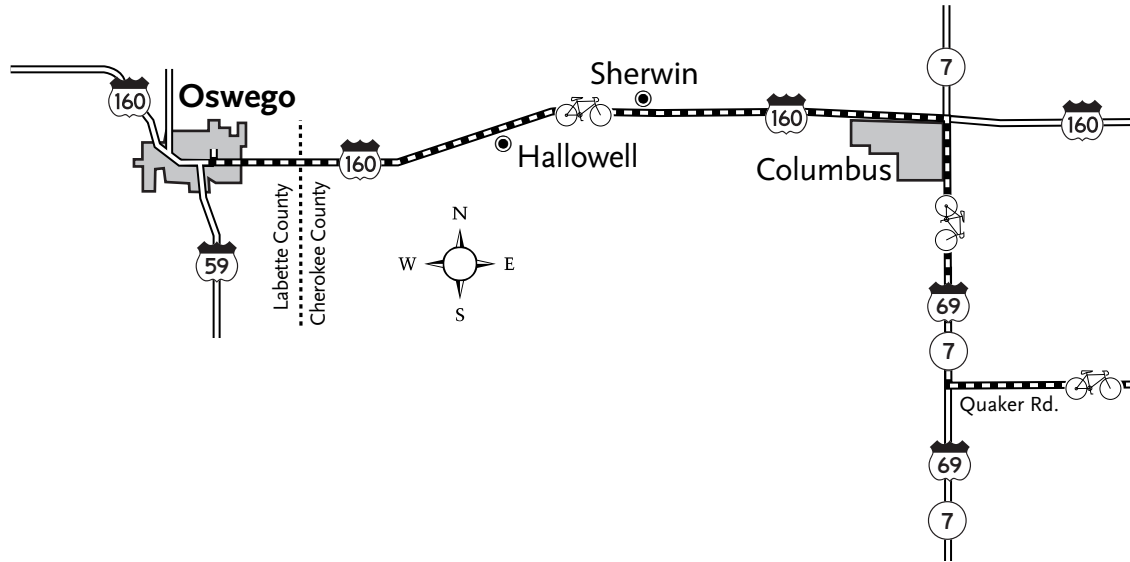 7
Sherwin
160
Oswego
160
160
160
Hallowell
Columbus
Labette County
Cherokee County
N
W
E
S
59
69
7
Quaker Rd.
69
7